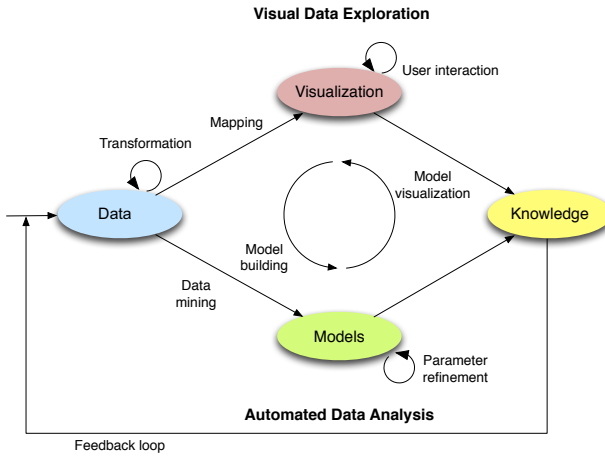 Visual Data Exploration
User interaction
Visualization
Mapping
Transformation
Model
visualization
Data
Knowledge
Model
building
Data
mining
Models
Parameter
refinement
Automated Data Analysis
Feedback loop